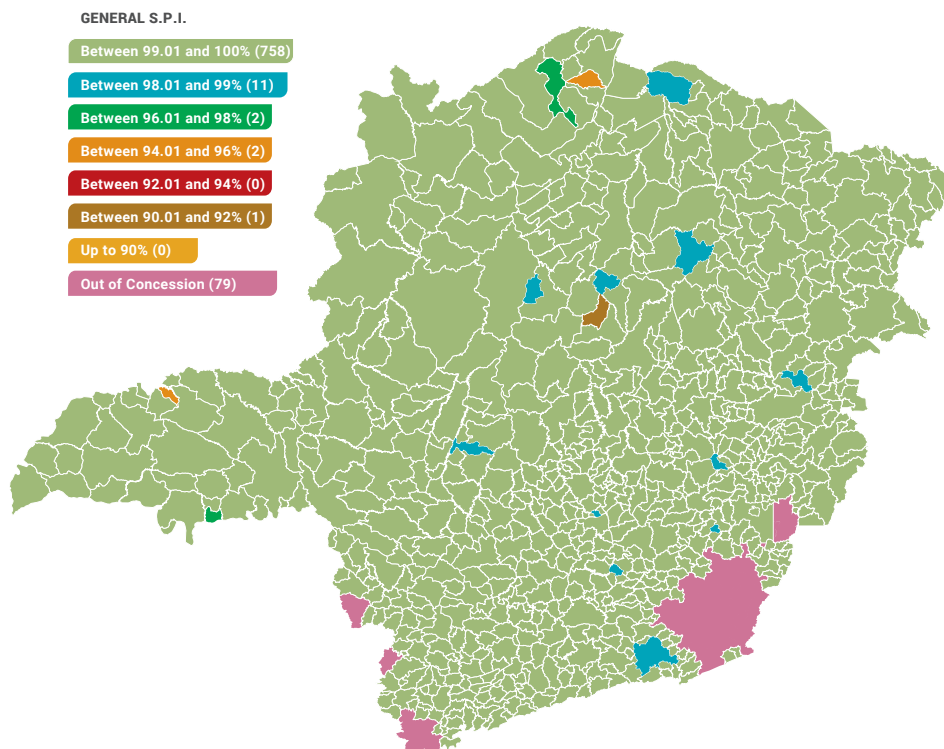 GENERAL S.P.I.
Between 99.01 and 100% (758)
Between 98.01 and 99% (11)
Between 96.01 and 98% (2)
Between 94.01 and 96% (2)
Between 92.01 and 94% (0)
Between 90.01 and 92% (1)
Up to 90% (0)
Out of Concession (79)